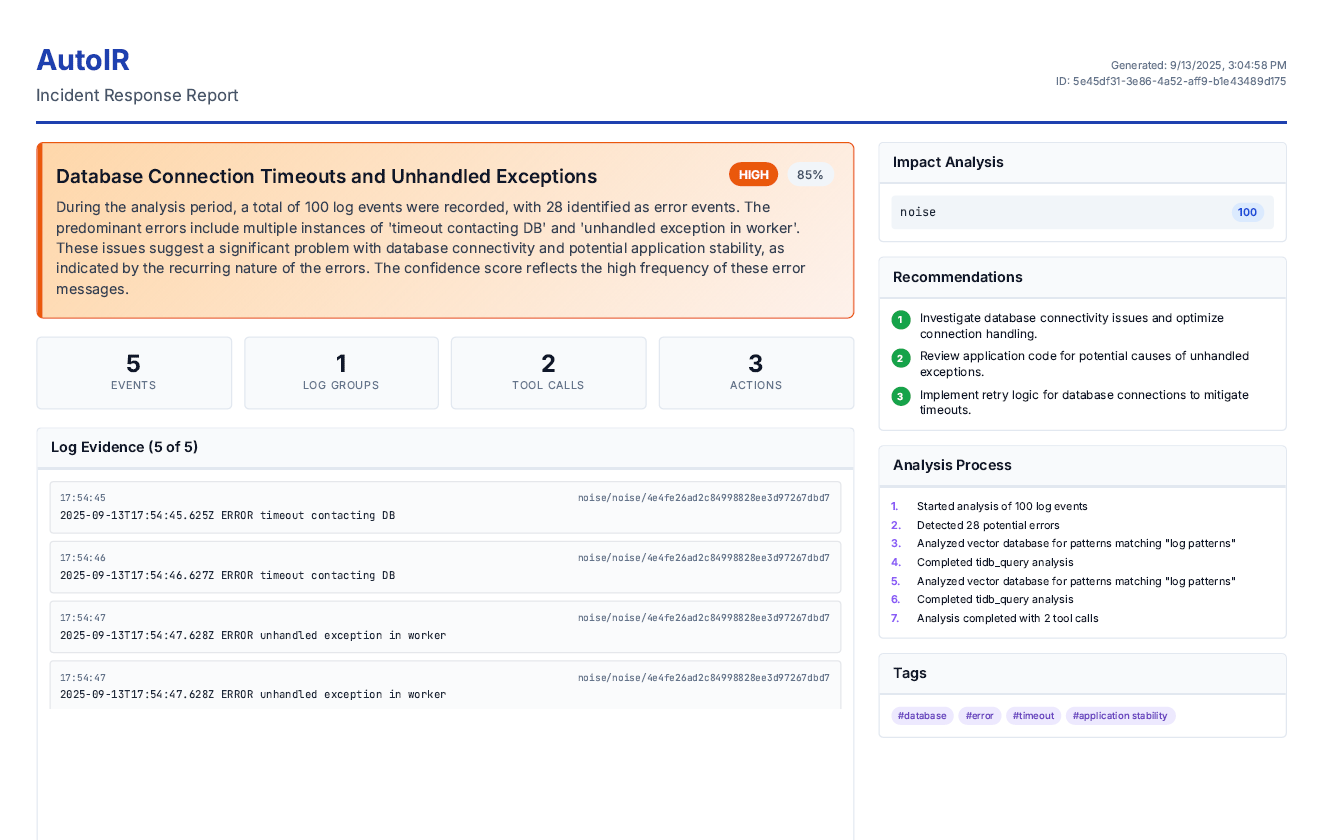 AutoIR
Incident Response Report
Generated: 9/13/2025, 3:04:58 PM
ID: 5e45df31-3e86-4a52-aff9-b1e43489d175
Database Connection Timeouts and Unhandled Exceptions
HIGH
85%
During the analysis period, a total of 100 log events were recorded, with 28 identified as error events. The
predominant errors include multiple instances of 'timeout contacting DB' and 'unhandled exception in worker'.
These issues suggest a significant problem with database connectivity and potential application stability, as
indicated by the recurring nature of the errors. The confidence score reflects the high frequency of these error
messages.
5
EVENTS
1
LOG GROUPS
2
TOOL CALLS
3
ACTIONS
Log Evidence (5 of 5)
17:54:45 noise/noise/4e4fe26ad2c84998828ee3d97267dbd7
2025-09-13T17:54:45.625Z ERROR timeout contacting DB
17:54:46 noise/noise/4e4fe26ad2c84998828ee3d97267dbd7
2025-09-13T17:54:46.627Z ERROR timeout contacting DB
17:54:47 noise/noise/4e4fe26ad2c84998828ee3d97267dbd7
2025-09-13T17:54:47.628Z ERROR unhandled exception in worker
17:54:47 noise/noise/4e4fe26ad2c84998828ee3d97267dbd7
2025-09-13T17:54:47.628Z ERROR unhandled exception in worker
Impact Analysis
noise 100
Recommendations
1 Investigate database connectivity issues and optimize
connection handling.
2 Review application code for potential causes of unhandled
exceptions.
3 Implement retry logic for database connections to mitigate
timeouts.
Analysis Process
1. Started analysis of 100 log events
2. Detected 28 potential errors
3. Analyzed vector database for patterns matching "log patterns"
4. Completed tidb_query analysis
5. Analyzed vector database for patterns matching "log patterns"
6. Completed tidb_query analysis
7. Analysis completed with 2 tool calls
Tags
#database #error #timeout #application stability